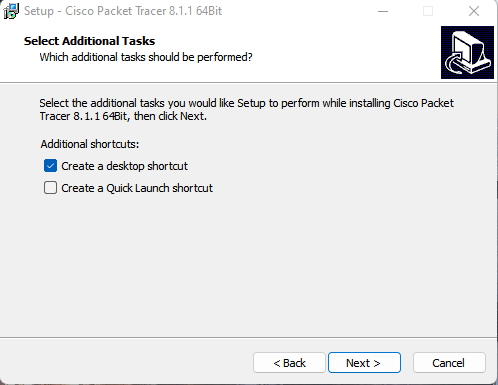 Setup - Cisco Packet Tracer 8.1.1 64Bit
Select Additional Tasks
Which additional tasks should be performed?
Select the additional tasks you would like Setup to perform while installing Cisco Packet
Tracer 8.1.1 64Bit, then click Next.
Additional shortcuts:
Create a desktop shortcut
Create a Quick Launch shortcut
< Back Next > Cancel